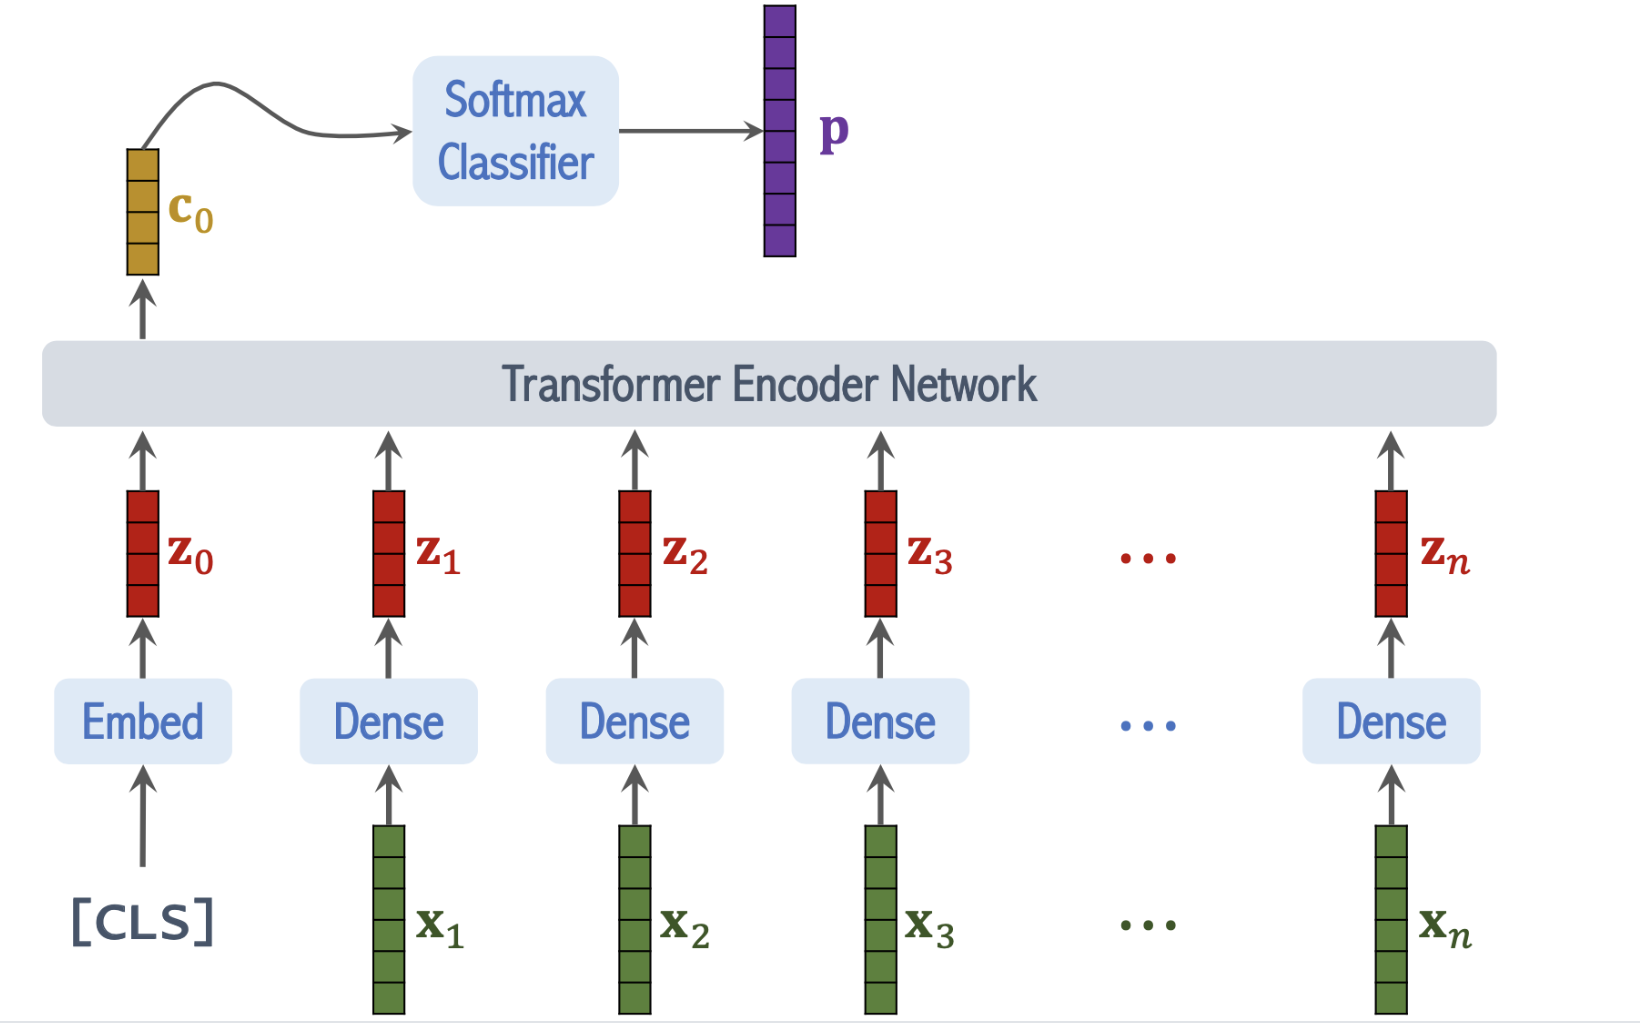 Softmax
Classifier
p
c0
Transformer Encoder Network
z0 z1 z2 z3 ... zn
Embed Dense Dense Dense ... Dense
[CLS] x1 x2 x3 ... xn